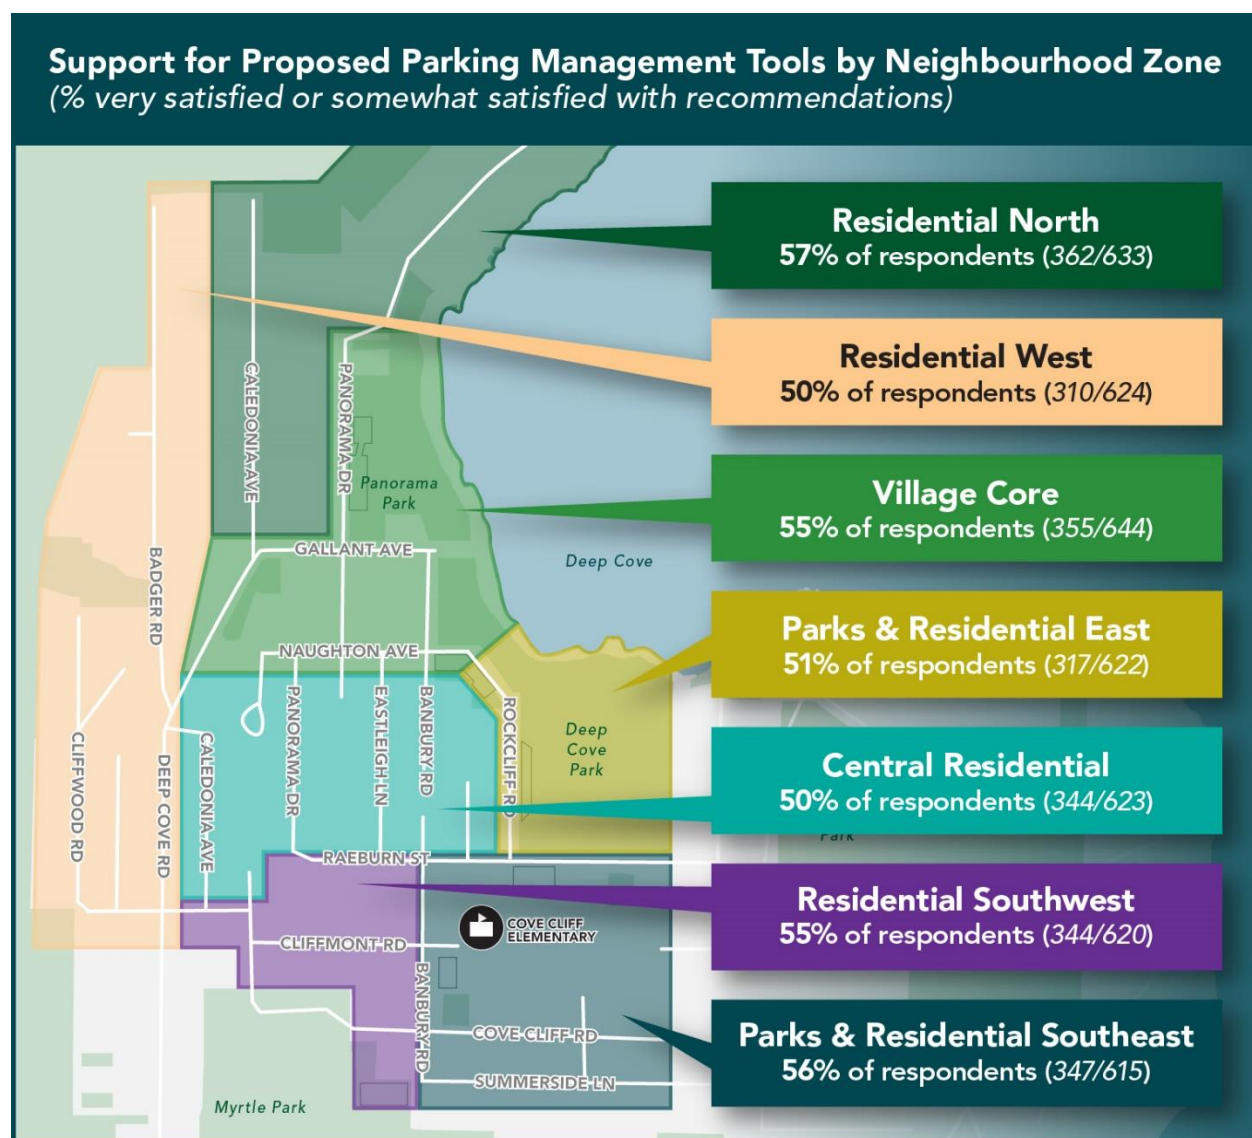 Support for Proposed Parking Management Tools by Neighbourhood Zone
(% very satisfied or somewhat satisfied with recommendations)
Residential North
57% of respondents (362/633)
Residential West
50% of respondents (310/624)
Village Core
55% of respondents (355/644)
Parks & Residential East
51% of respondents (317/622)
Central Residential
50% of respondents (344/623)
Residential Southwest
55% of respondents (344/620)
Parks & Residential Southeast
56% of respondents (347/615)
CALEDONIA AVE
PANORAMA DR
Panorama
Park
GALLANT AVE
Deep Cove
BADGER RD
NAUGHTON AVE
PANORAMA DR
EASTLEIGH LN
BANBURY RD
ROCKCLIFF RD
Deep
Cove
Park
CLIFFWOOD RD
DEEP COVE RD
CALEDONIA AVE
Park
RAEBURN ST
COVE CLIFF
ELEMENTARY
CLIFFMONT RD
BANBURY RD
COVE CLIFF RD
SUMMERSIDE LN
Myrtle Park